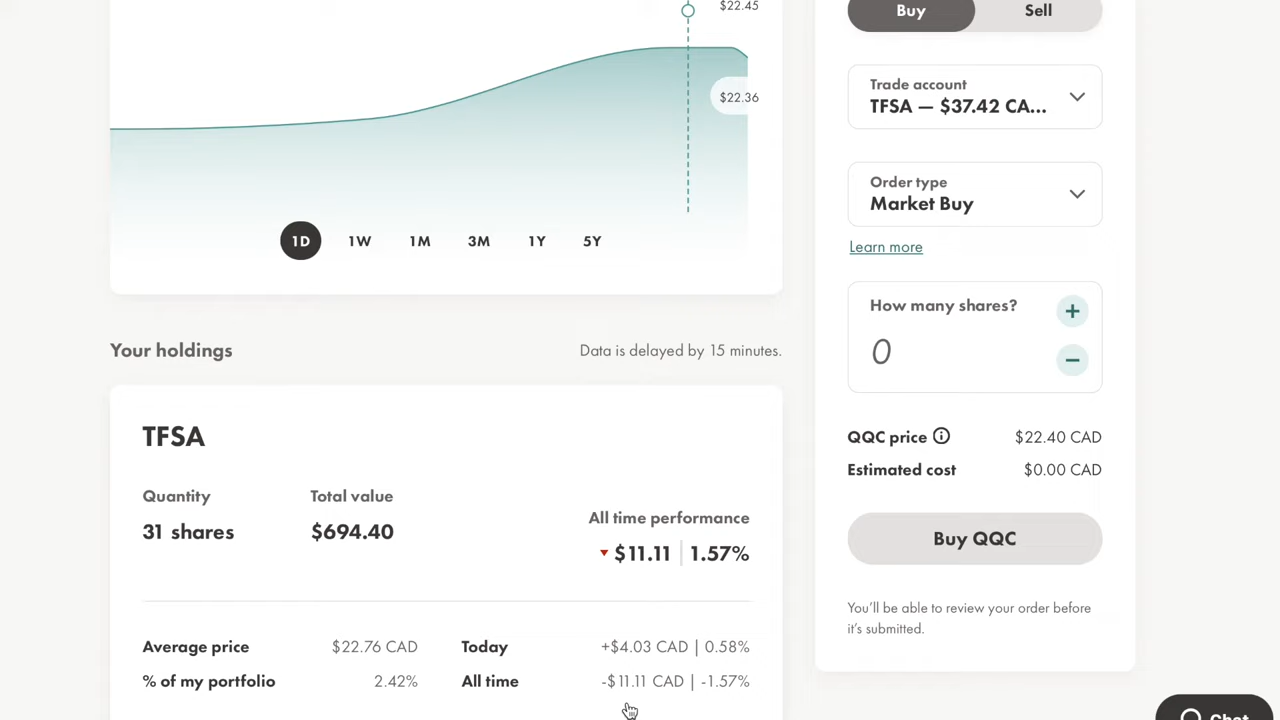 $22.45
$22.36
1D 1W 1M 3M 1Y 5Y
Your holdings
Data is delayed by 15 minutes.
TFSA
Quantity
31 shares
Total value
$694.40
All time performance
$11.11 | 1.57%
Average price $22.76 CAD
Today +$4.03 CAD | 0.58%
% of my portfolio 2.42%
All time -$11.11 CAD | -1.57%
Buy Sell
Trade account
TFSA — $37.42 CA...
Order type
Market Buy
Learn more
How many shares?
0
QQC price $22.40 CAD
Estimated cost $0.00 CAD
Buy QQC
You'll be able to review your order before
it's submitted.
Chat